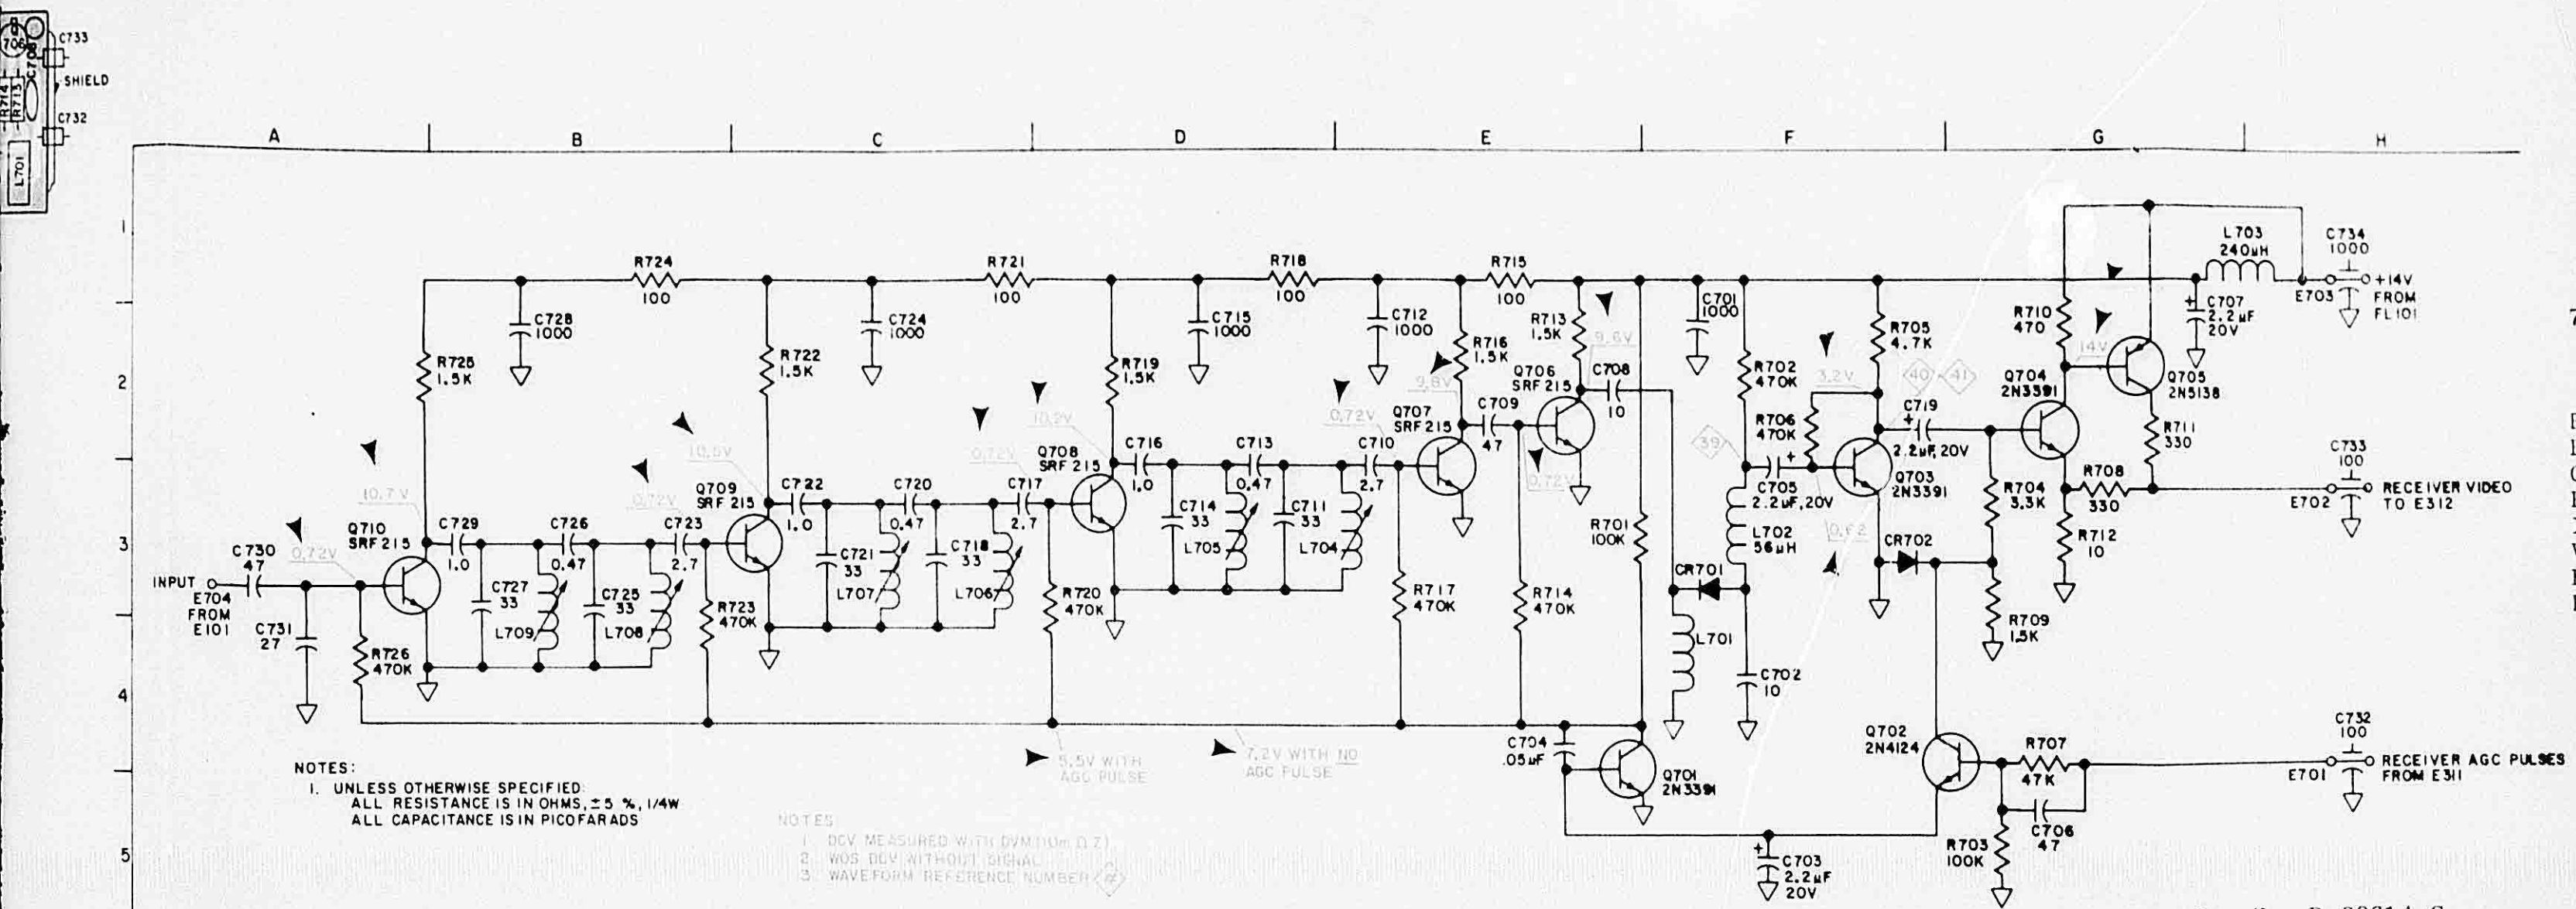 706
C708
C733
SHIELD
R714
R713
C732
L701
A B C D E F G H
1
2
3
4
5
R724
100
R721
100
R718
100
R715
100
L703
240µH
C734
1000
E703
+14V
FROM
FL101
C728
1000
C724
1000
C715
1000
C712
1000
C701
1000
C707
2.2µF
20V
R725
1.5K
R722
1.5K
R719
1.5K
R716
1.5K
R713
1.5K
9.6V
R702
470K
R705
4.7K
3.2V
R710
470
14V
Q705
2N5138
R711
330
Q706
SRF 215
C708
10
R706
470K
40
41
C719
2.2µF, 20V
Q704
2N3391
9.8V
Q707
SRF 215
C709
47
0.72V
39
C705
2.2µF, 20V
Q703
2N3391
0.62
R704
3.3K
R708
330
C733
100
E702
RECEIVER VIDEO
TO E312
R712
10
10.7V
10.5V
10.2V
0.72V
Q710
SRF 215
C729
1.0
C726
0.47
C723
2.7
0.72V
Q709
SRF 215
C722
1.0
C720
0.47
C717
2.7
0.72V
Q708
SRF 215
C716
1.0
C713
0.47
C710
2.7
0.72V
INPUT
E704
FROM
E101
C730
47
C731
27
R726
470K
C727
33
L709
C725
33
L708
R723
470K
C721
33
L707
C718
33
L706
R720
470K
C714
33
L705
C711
33
L704
R717
470K
R714
470K
R701
100K
L702
56µH
CR701
L701
C702
10
CR702
R709
1.5K
5.5V WITH
AGC PULSE
7.2V WITH NO
AGC PULSE
C704
.05µF
Q701
2N3391
Q702
2N4124
R707
47K
C706
47
R703
100K
C703
2.2µF
20V
C732
100
E701
RECEIVER AGC PULSES
FROM E311
NOTES:
1. UNLESS OTHERWISE SPECIFIED:
ALL RESISTANCE IS IN OHMS, ±5 %, 1/4W
ALL CAPACITANCE IS IN PICOFARADS
NOTES
1 DCV MEASURED WITH DVM (10m Ω Z)
2 WOS DCV WITHOUT SIGNAL
3 WAVEFORM REFERENCE NUMBER #
7